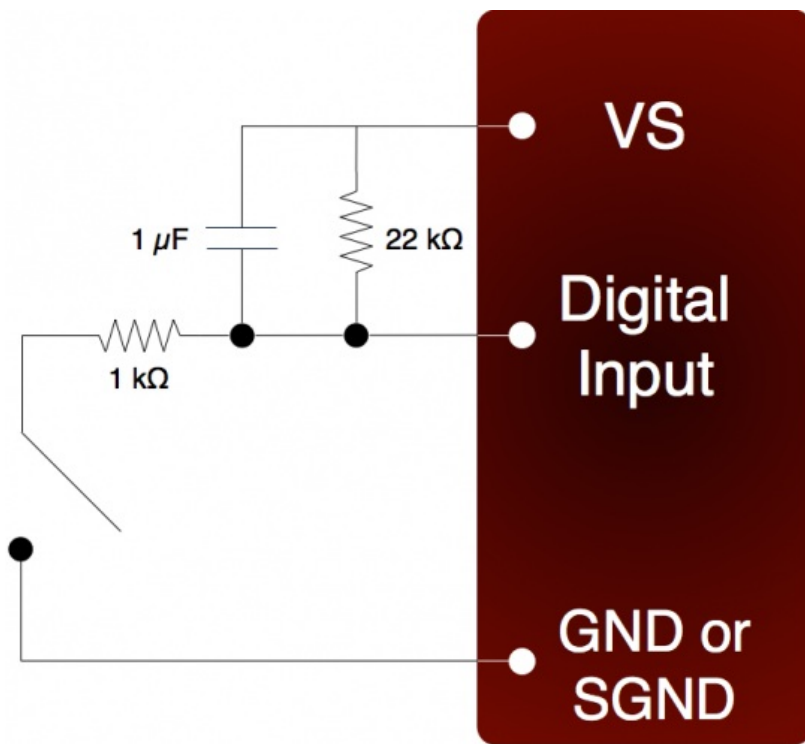 VS
1 µF
22 kΩ
Digital
Input
1 kΩ
GND or
SGND